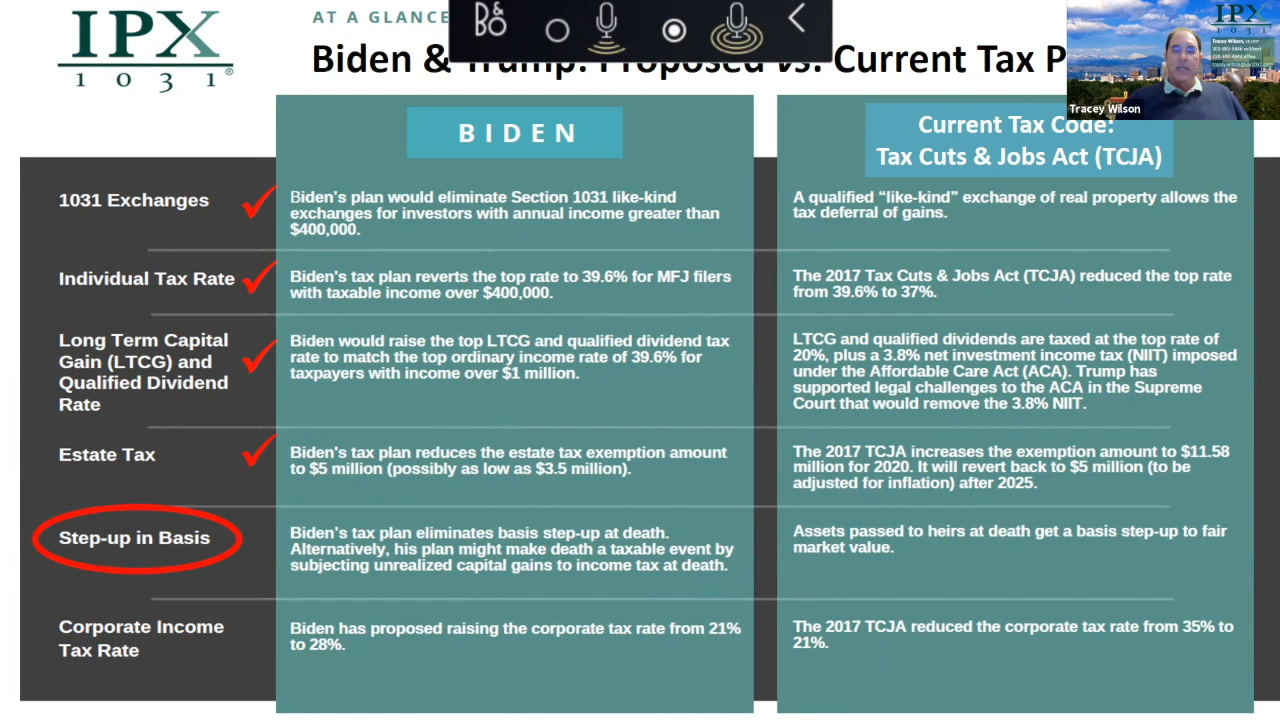 IPX
1031®
AT A GLANCE
B&O
Biden & Trump: Proposed vs. Current Tax P
IPX
1031
Tracey Wilson
Tracey Wilson
BIDEN
Current Tax Code:
Tax Cuts & Jobs Act (TCJA)
1031 Exchanges
Biden's plan would eliminate Section 1031 like-kind
exchanges for investors with annual income greater than
$400,000.
A qualified “like-kind” exchange of real property allows the
tax deferral of gains.
Individual Tax Rate
Biden's tax plan reverts the top rate to 39.6% for MFJ filers
with taxable income over $400,000.
The 2017 Tax Cuts & Jobs Act (TCJA) reduced the top rate
from 39.6% to 37%.
Long Term Capital
Gain (LTCG) and
Qualified Dividend
Rate
Biden would raise the top LTCG and qualified dividend tax
rate to match the top ordinary income rate of 39.6% for
taxpayers with income over $1 million.
LTCG and qualified dividends are taxed at the top rate of
20%, plus a 3.8% net investment income tax (NIIT) imposed
under the Affordable Care Act (ACA). Trump has
supported legal challenges to the ACA in the Supreme
Court that would remove the 3.8% NIIT.
Estate Tax
Biden's tax plan reduces the estate tax exemption amount
to $5 million (possibly as low as $3.5 million).
The 2017 TCJA increases the exemption amount to $11.58
million for 2020. It will revert back to $5 million (to be
adjusted for inflation) after 2025.
Step-up in Basis
Biden's tax plan eliminates basis step-up at death.
Alternatively, his plan might make death a taxable event by
subjecting unrealized capital gains to income tax at death.
Assets passed to heirs at death get a basis step-up to fair
market value.
Corporate Income
Tax Rate
Biden has proposed raising the corporate tax rate from 21%
to 28%.
The 2017 TCJA reduced the corporate tax rate from 35% to
21%.